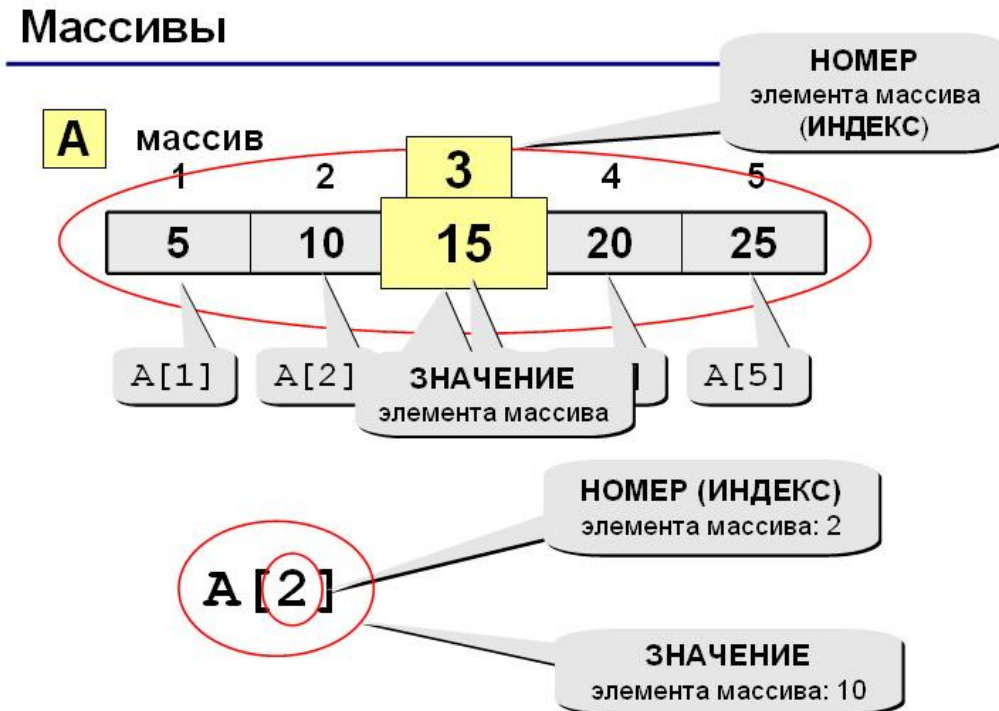 Массивы
НОМЕР
элемента массива
(ИНДЕКС)
A массив
1 2 3 4 5
5 10 15 20 25
A[1] A[2] ] A[5]
ЗНАЧЕНИЕ
элемента массива
НОМЕР (ИНДЕКС)
элемента массива: 2
A[2]
ЗНАЧЕНИЕ
элемента массива: 10